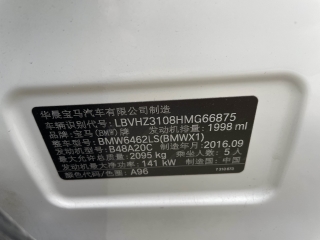 华晨宝马汽车有限公司制造
车辆识别代号: LBVHZ3108HMG66875
发动机排量: 1998 ml
品牌: 宝马(BMW)牌
型号: BMW6462LS(BMWX1)
发动机型号: B48A20C 制造年月: 2016.09
最大允许总质量: 2095 kg 乘坐人数: 5 人
发动机最大净功率: 141 kW 制造国: 中国
颜色代码/色箱: A96